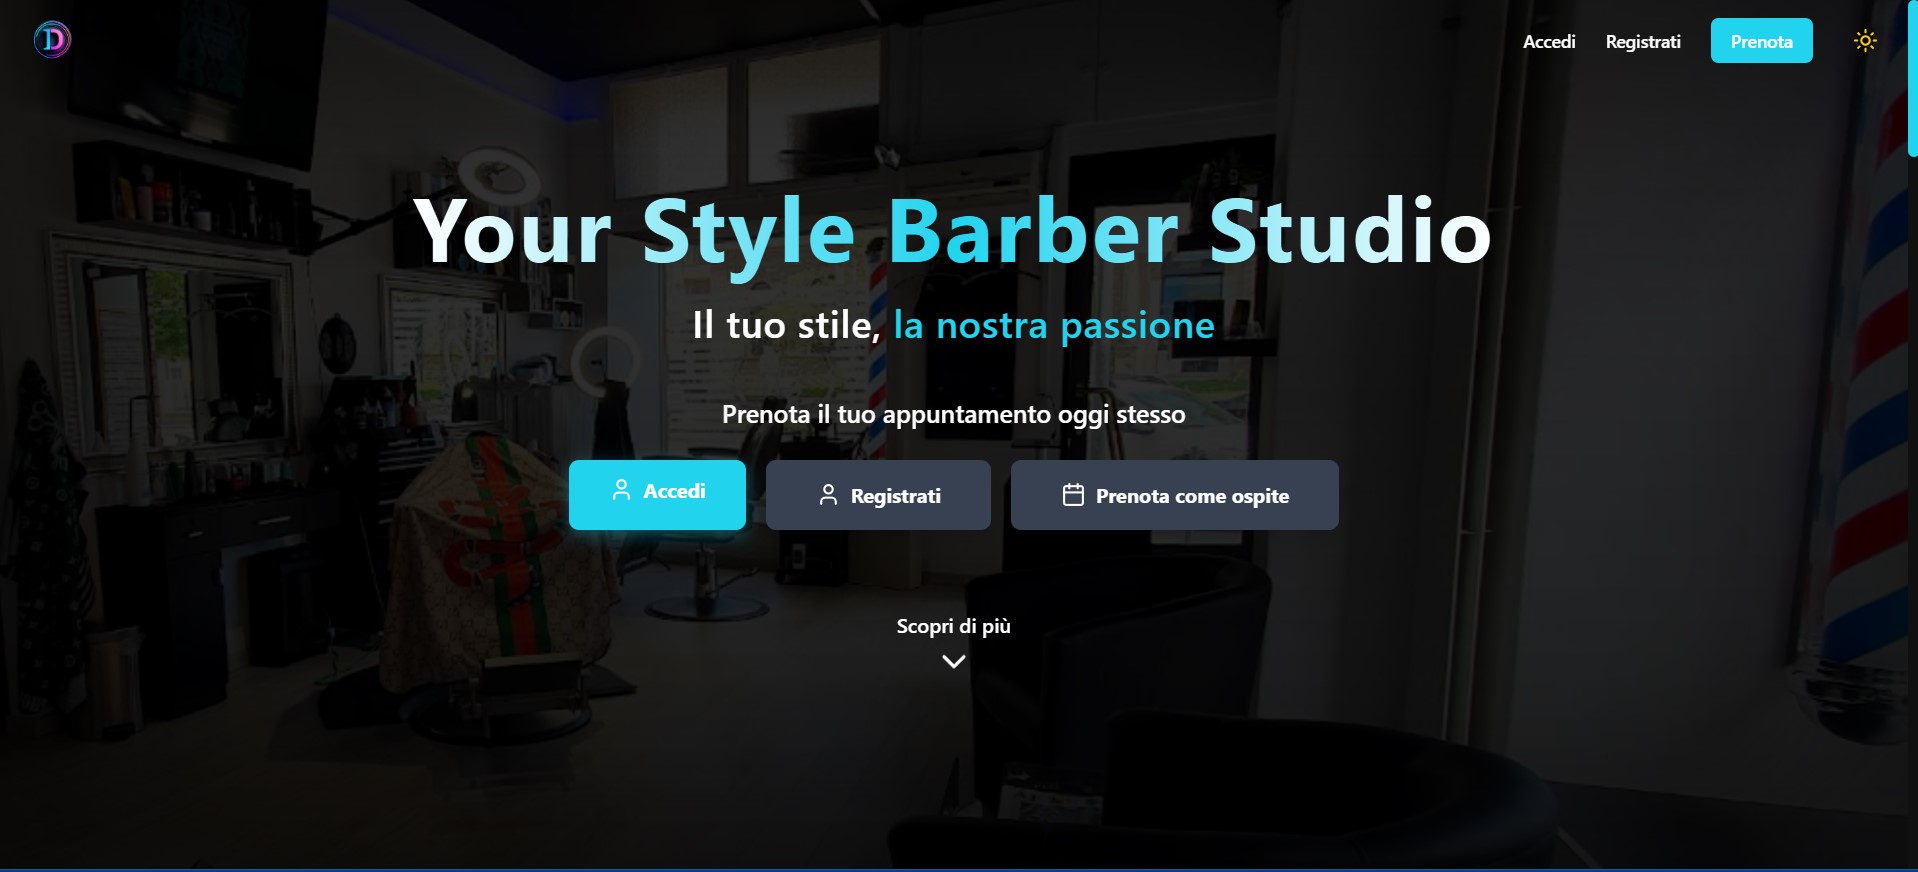 Accedi
Registrati
Prenota
Your Style Barber Studio
Il tuo stile, la nostra passione
Prenota il tuo appuntamento oggi stesso
Accedi
Registrati
Prenota come ospite
Scopri di più